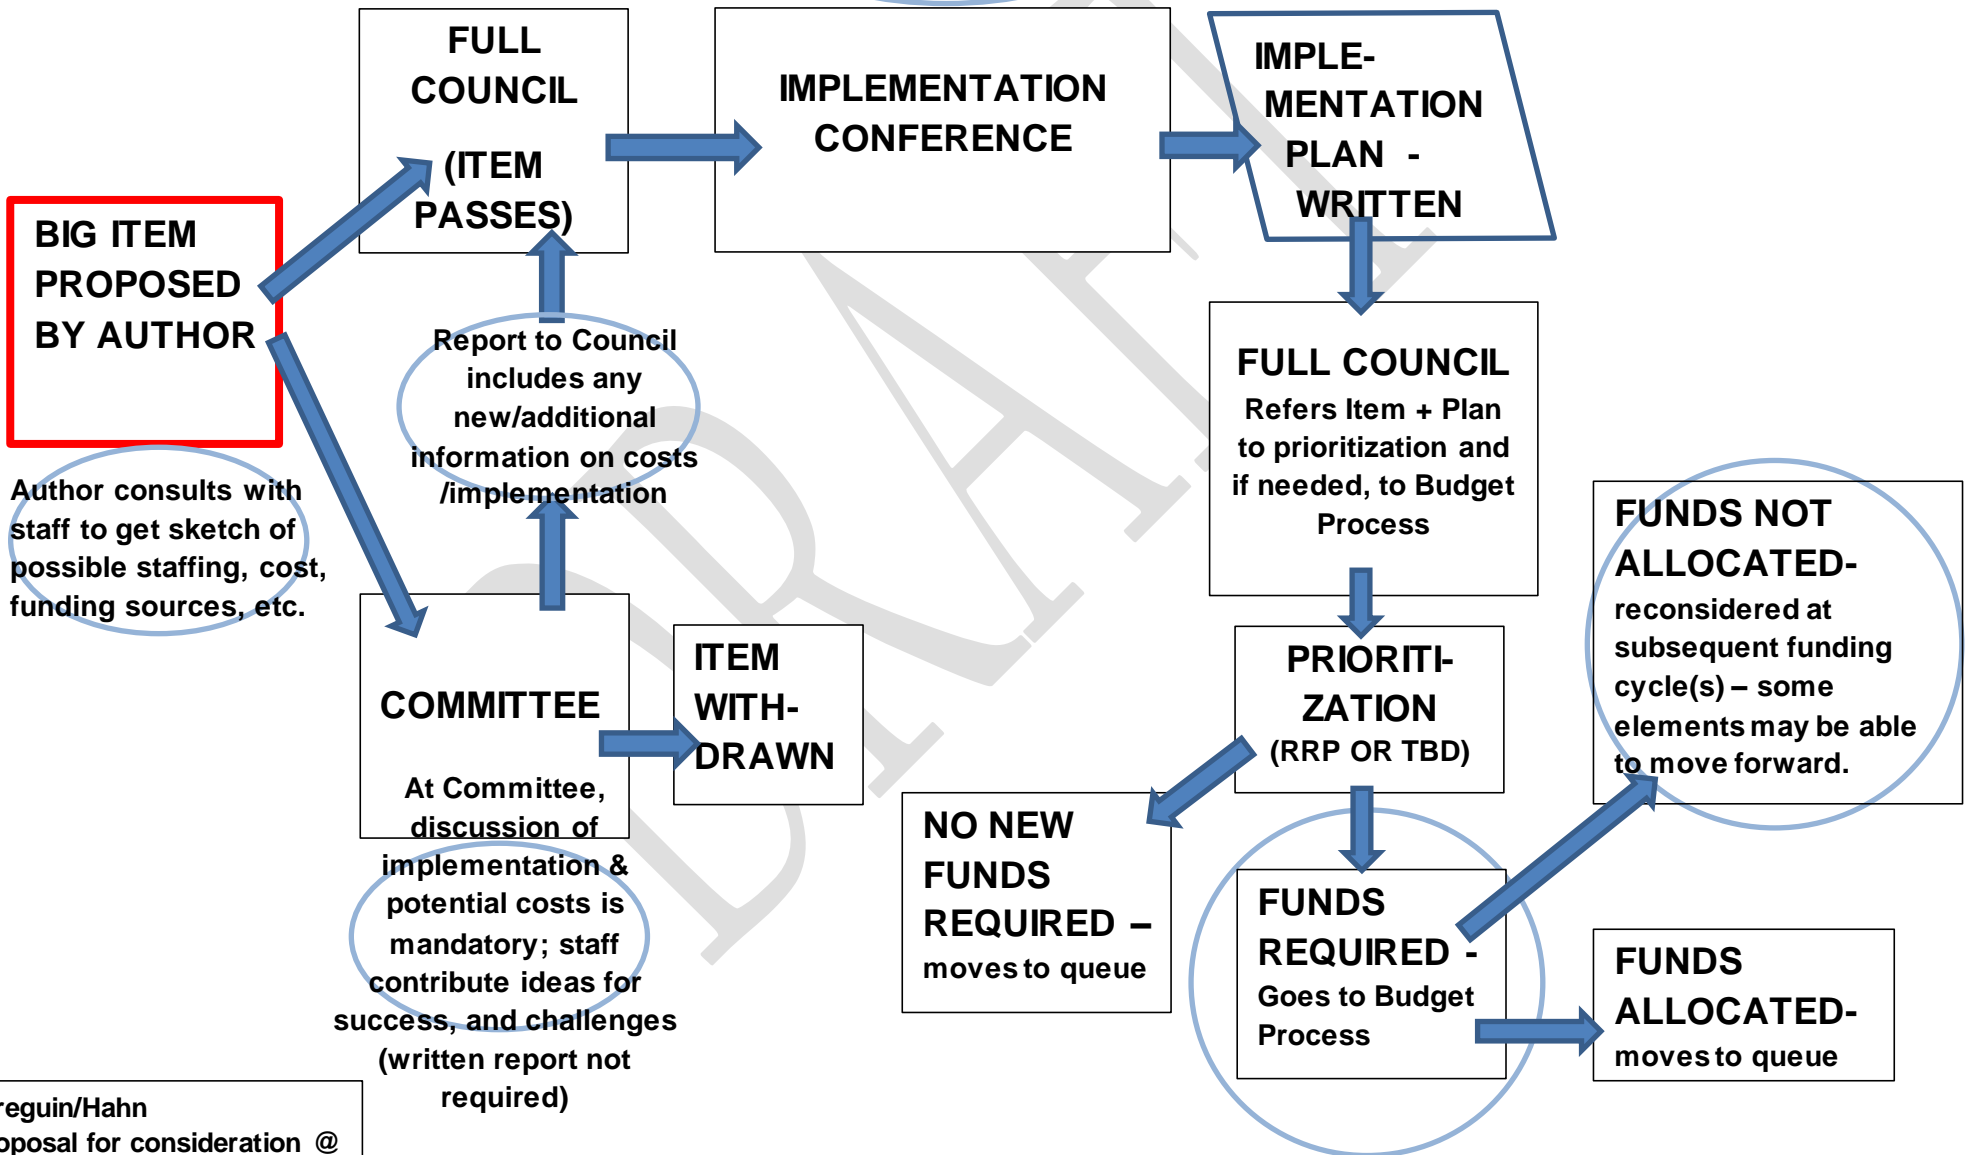 FULL
COUNCIL
(ITEM
PASSES)
IMPLEMENTATION
CONFERENCE
IMPLE-
MENTATION
PLAN -
WRITTEN
BIG ITEM
PROPOSED
BY AUTHOR
Author consults with
staff to get sketch of
possible staffing, cost,
funding sources, etc.
Report to Council
includes any
new/additional
information on costs
/implementation
COMMITTEE
At Committee,
discussion of
implementation &
potential costs is
mandatory; staff
contribute ideas for
success, and challenges
(written report not
required)
ITEM
WITH-
DRAWN
FULL COUNCIL
Refers Item + Plan
to prioritization and
if needed, to Budget
Process
PRIORITI-
ZATION
(RRP OR TBD)
NO NEW
FUNDS
REQUIRED –
moves to queue
FUNDS
REQUIRED -
Goes to Budget
Process
FUNDS NOT
ALLOCATED-
reconsidered at
subsequent funding
cycle(s) – some
elements may be able
to move forward.
FUNDS
ALLOCATED-
moves to queue
reguin/Hahn
oposal for consideration @
DRAFT